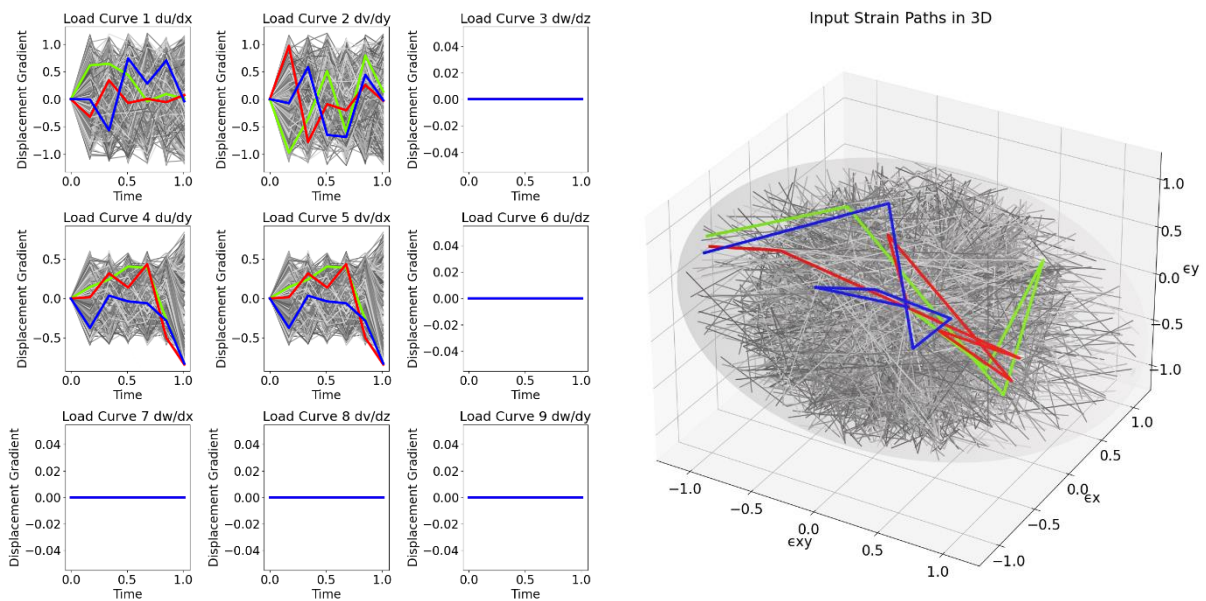 Load Curve 1 du/dx
Load Curve 2 dv/dy
Load Curve 3 dw/dz
Displacement Gradient
1.0
0.5
0.0
−0.5
−1.0
0.0 0.5 1.0
Time
Displacement Gradient
1.0
0.5
0.0
−0.5
−1.0
0.0 0.5 1.0
Time
Displacement Gradient
0.04
0.02
0.00
−0.02
−0.04
0.0 0.5 1.0
Time
Load Curve 4 du/dy
Load Curve 5 dv/dx
Load Curve 6 du/dz
Displacement Gradient
0.5
0.0
−0.5
0.0 0.5 1.0
Time
Displacement Gradient
0.5
0.0
−0.5
0.0 0.5 1.0
Time
Displacement Gradient
0.04
0.02
0.00
−0.02
−0.04
0.0 0.5 1.0
Time
Load Curve 7 dw/dx
Load Curve 8 dv/dz
Load Curve 9 dw/dy
Displacement Gradient
0.04
0.02
0.00
−0.02
−0.04
0.0 0.5 1.0
Time
Displacement Gradient
0.04
0.02
0.00
−0.02
−0.04
0.0 0.5 1.0
Time
Displacement Gradient
0.04
0.02
0.00
−0.02
−0.04
0.0 0.5 1.0
Time
Input Strain Paths in 3D
1.0
0.5
0.0
−0.5
−1.0
ϵy
1.0
0.5
0.0
−0.5
−1.0
ϵx
−1.0
−0.5
0.0
0.5
1.0
ϵxy